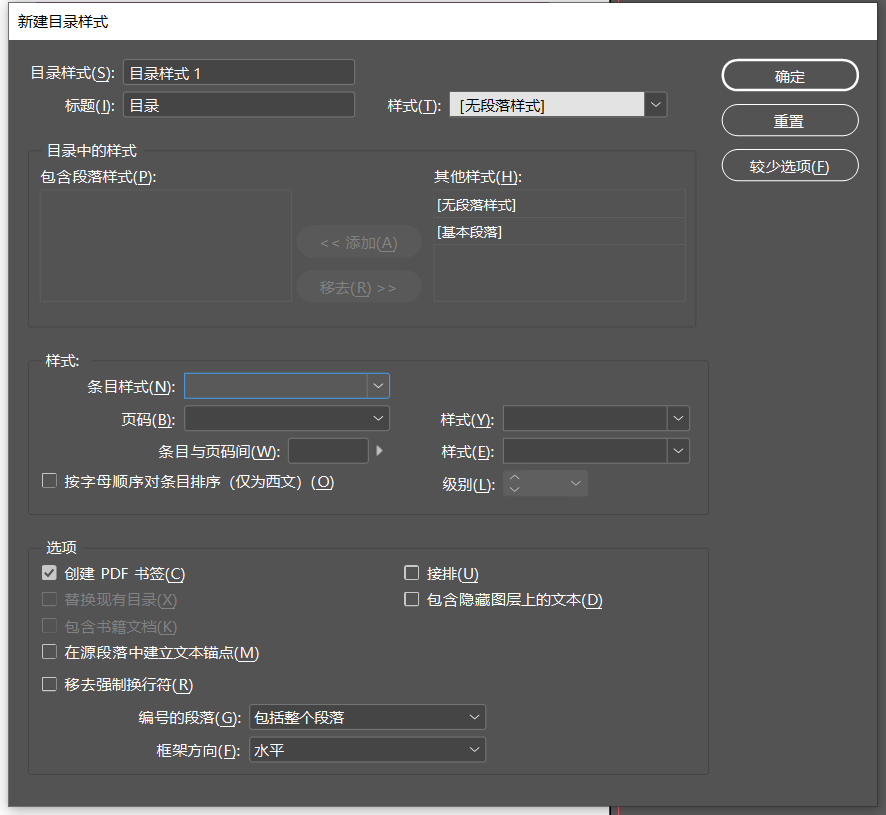 新建目录样式
目录样式(S): 目录样式 1
确定
标题(I): 目录 样式(T): [无段落样式]
重置
较少选项(F)
目录中的样式
包含段落样式(P): 其他样式(H):
[无段落样式]
[基本段落]
<< 添加(A)
移去(R) >>
样式:
条目样式(N):
页码(B): 样式(Y):
条目与页码间(W): 样式(E):
按字母顺序对条目排序（仅为西文）(O) 级别(L):
选项
创建 PDF 书签(C) 接排(U)
替换现有目录(X) 包含隐藏图层上的文本(D)
包含书籍文档(K)
在源段落中建立文本锚点(M)
移去强制换行符(R)
编号的段落(G): 包括整个段落
框架方向(F): 水平